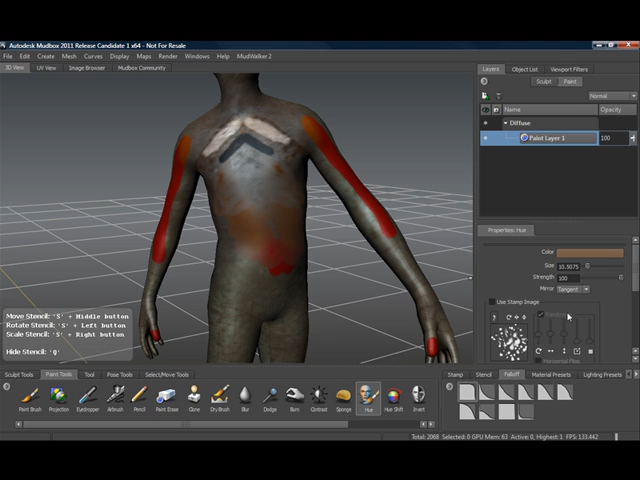 Autodesk Mudbox 2011 Release Candidate 1 x64 - Not For Resale
File Edit Create Mesh Curves Display Maps Render Windows Help MudWalker 2
3D View UV View Image Browser Mudbox Community
Layers Object List Viewport Filters
Sculpt Paint
Normal
Name Opacity
Diffuse
Paint Layer 1 100
Properties: Hue
Color
Size 10.5075
Strength 100
Mirror Tangent
Use Stamp Image
Randomize
Horizontal Flips
Move Stencil: 'S' + Middle button
Rotate Stencil: 'S' + Left button
Scale Stencil: 'S' + Right button
Hide Stencil: 'Q'
Sculpt Tools Paint Tools Tool Pose Tools Select/Move Tools
Stamp Stencil Falloff Material Presets Lighting Presets
Paint Brush Projection Eyedropper Airbrush Pencil Paint Erase Clone Dry Brush Blur Dodge Burn Contrast Sponge Hue Hue Shift Invert
Total: 2068 Selected: 0 GPU Mem: 63 Active: 0, Highest: 1 FPS: 133.442